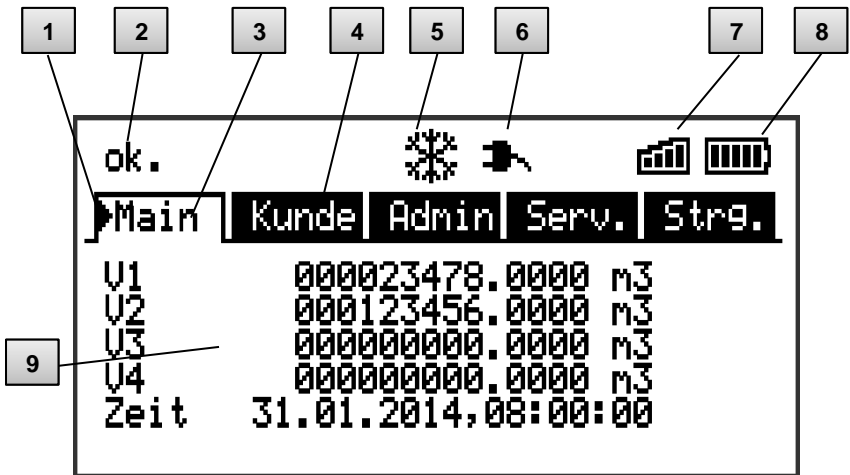 1 2 3 4 5 6 7 8
ok.
Main Kunde Admin Serv. Strg.
V1 000023478.0000 m3
V2 000123456.0000 m3
V3 000000000.0000 m3
9
V4 000000000.0000 m3
Zeit 31.01.2014,08:00:00